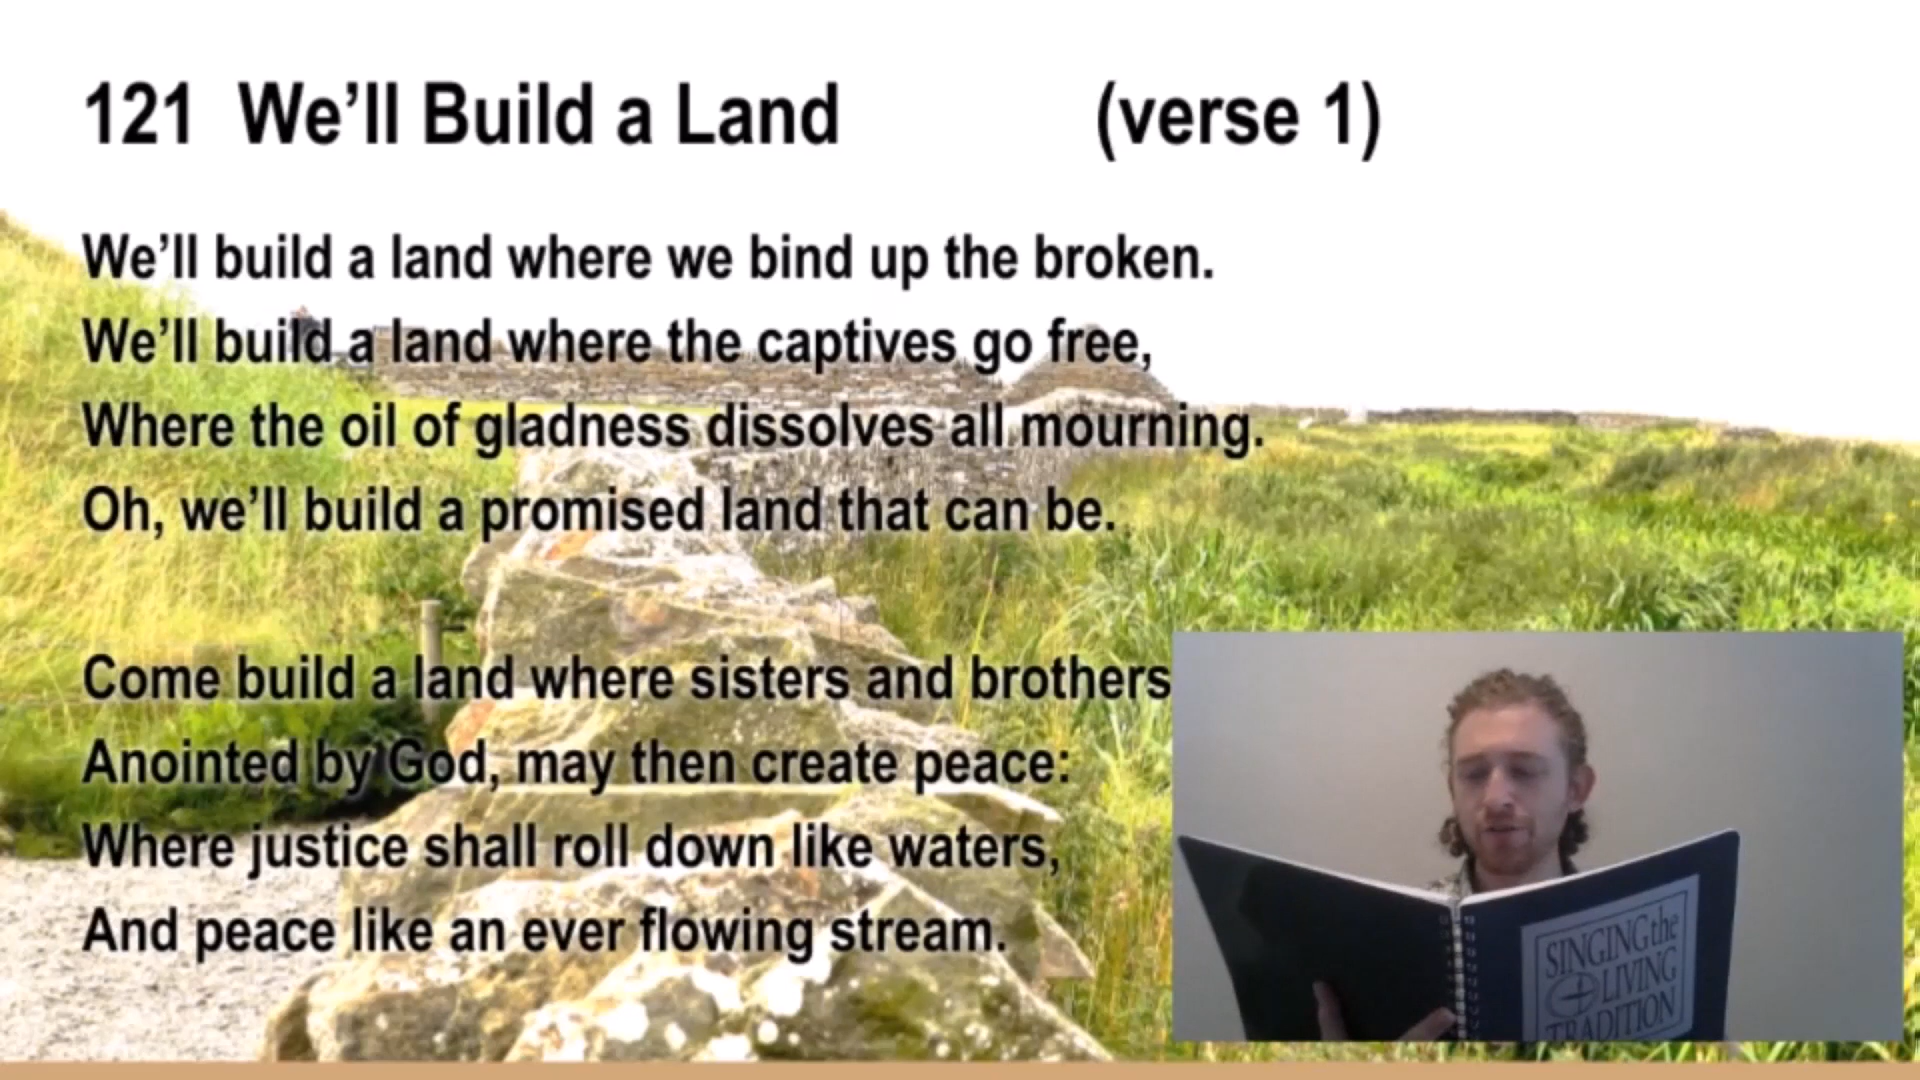 121 We’ll Build a Land (verse 1)
We’ll build a land where we bind up the broken.
We’ll build a land where the captives go free,
Where the oil of gladness dissolves all mourning.
Oh, we’ll build a promised land that can be.
Come build a land where sisters and brothers
Anointed by God, may then create peace:
Where justice shall roll down like waters,
And peace like an ever flowing stream.
SINGING the
LIVING
TRADITION